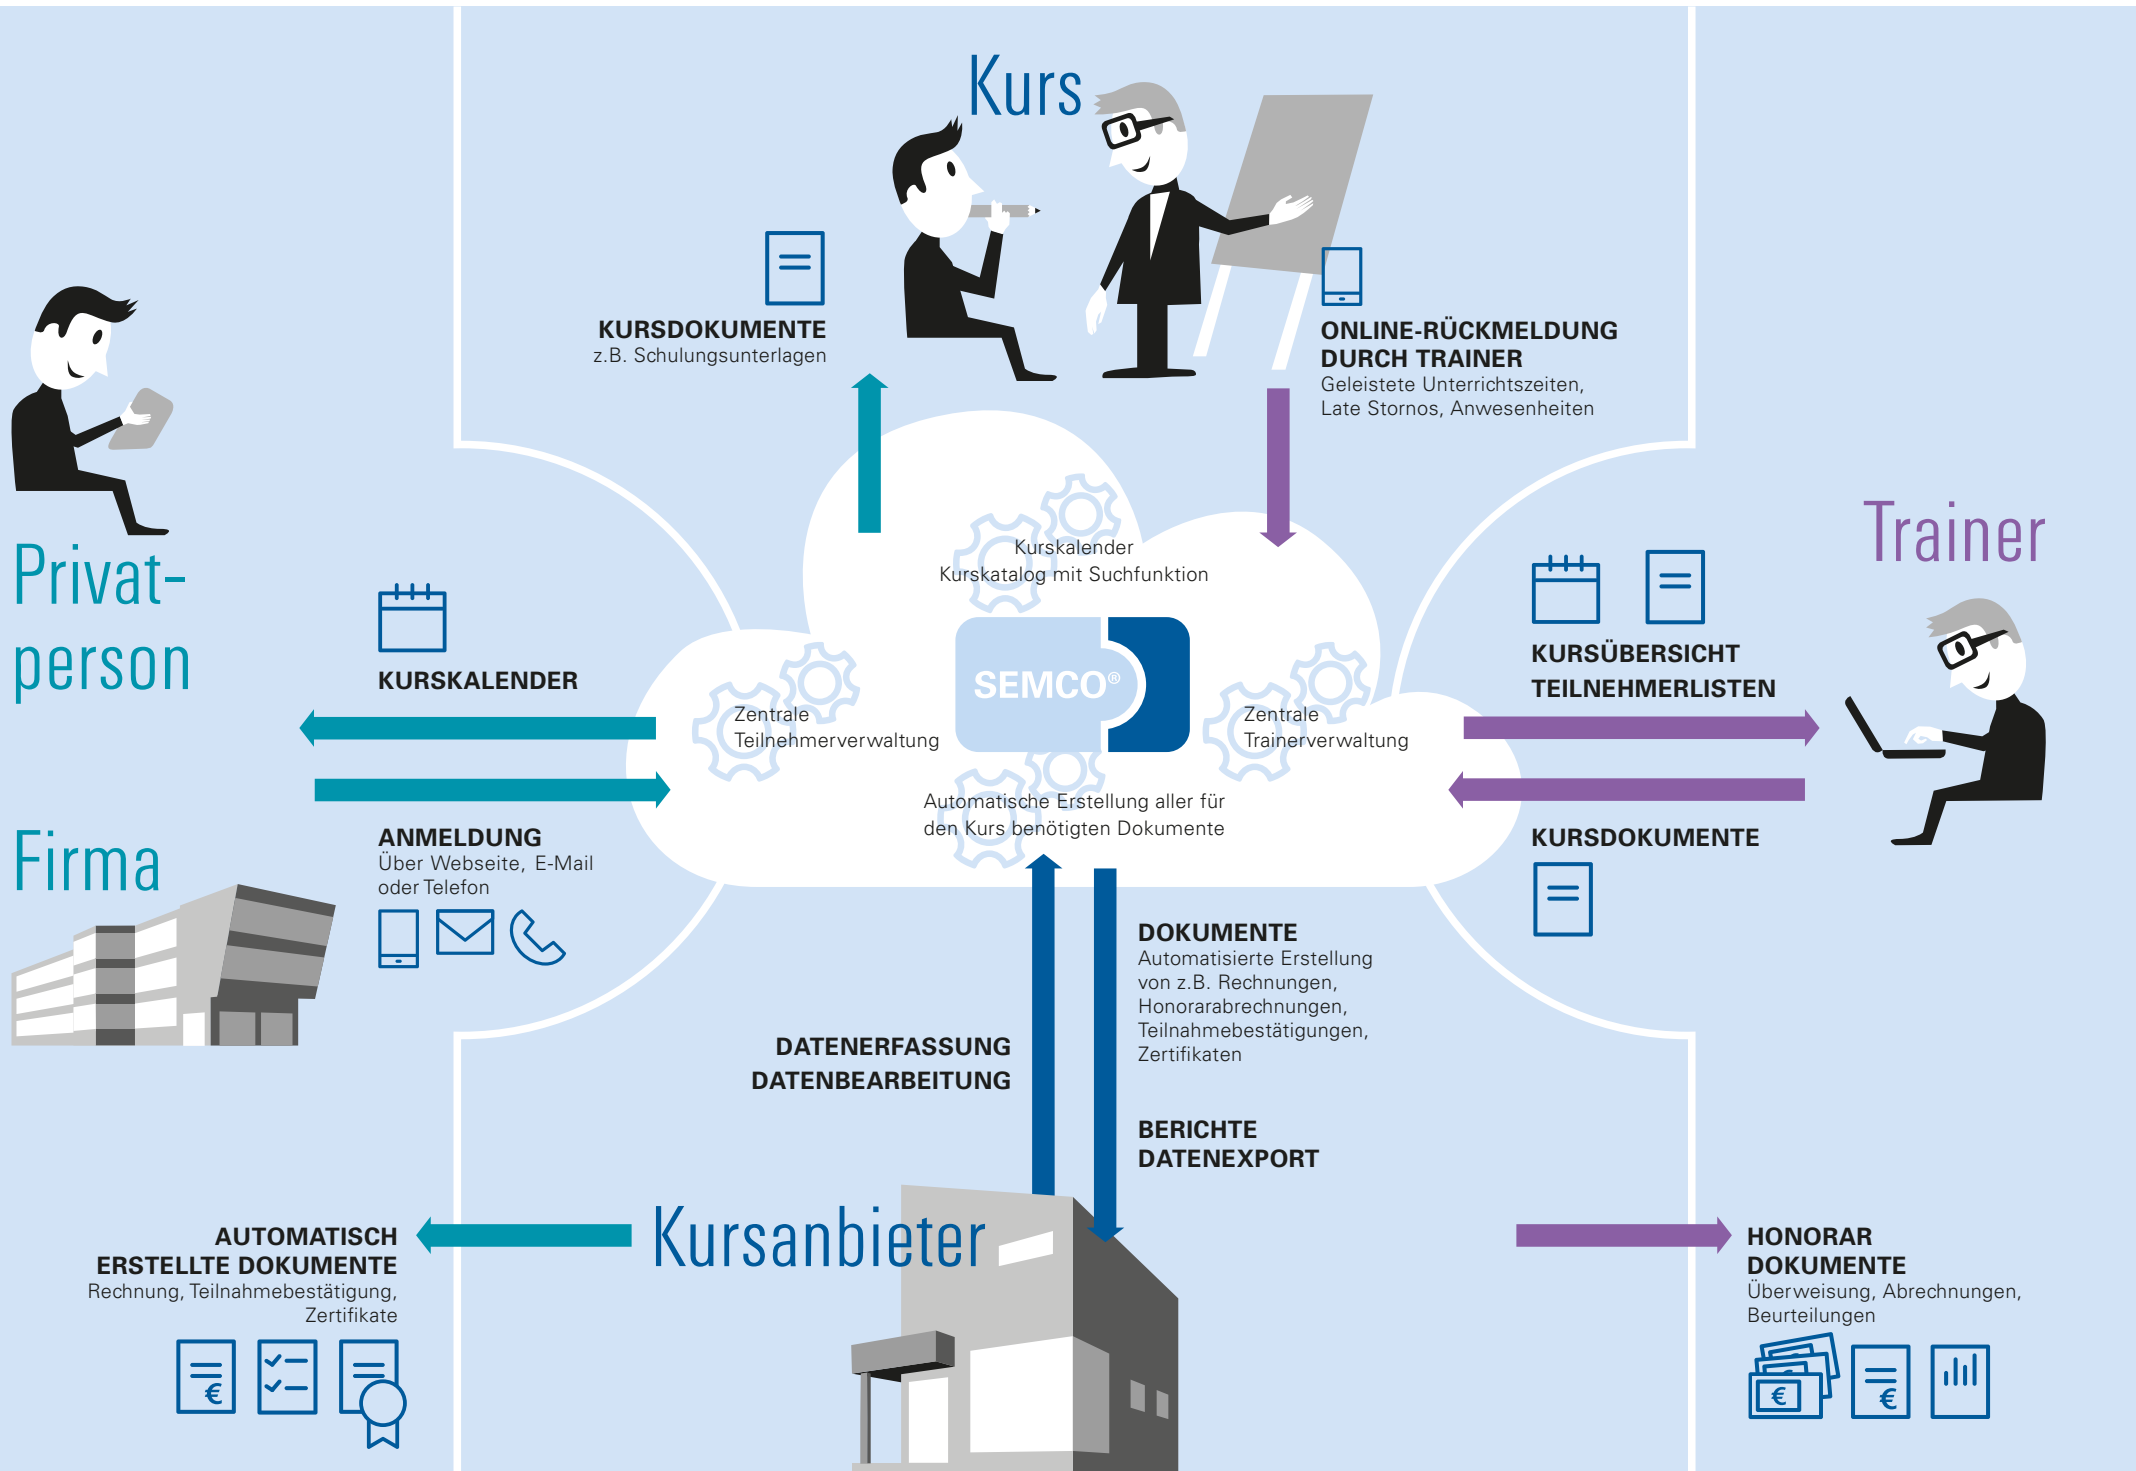 Kurs
KURSDOKUMENTE
z.B. Schulungsunterlagen
ONLINE-RÜCKMELDUNG
DURCH TRAINER
Geleistete Unterrichtszeiten,
Late Stornos, Anwesenheiten
Privat-
person
Firma
KURSKALENDER
ANMELDUNG
Über Webseite, E-Mail
oder Telefon
Kurskalender
Kurskatalog mit Suchfunktion
SEMCO®
Zentrale
Teilnehmerverwaltung
Zentrale
Trainerverwaltung
Automatische Erstellung aller für
den Kurs benötigten Dokumente
Trainer
KURSÜBERSICHT
TEILNEHMERLISTEN
KURSDOKUMENTE
DATENERFASSUNG
DATENBEARBEITUNG
DOKUMENTE
Automatisierte Erstellung
von z.B. Rechnungen,
Honorarabrechnungen,
Teilnahmebestätigungen,
Zertifikaten
BERICHTE
DATENEXPORT
Kursanbieter
AUTOMATISCH
ERSTELLTE DOKUMENTE
Rechnung, Teilnahmebestätigung,
Zertifikate
€
HONORAR
DOKUMENTE
Überweisung, Abrechnungen,
Beurteilungen
€
€